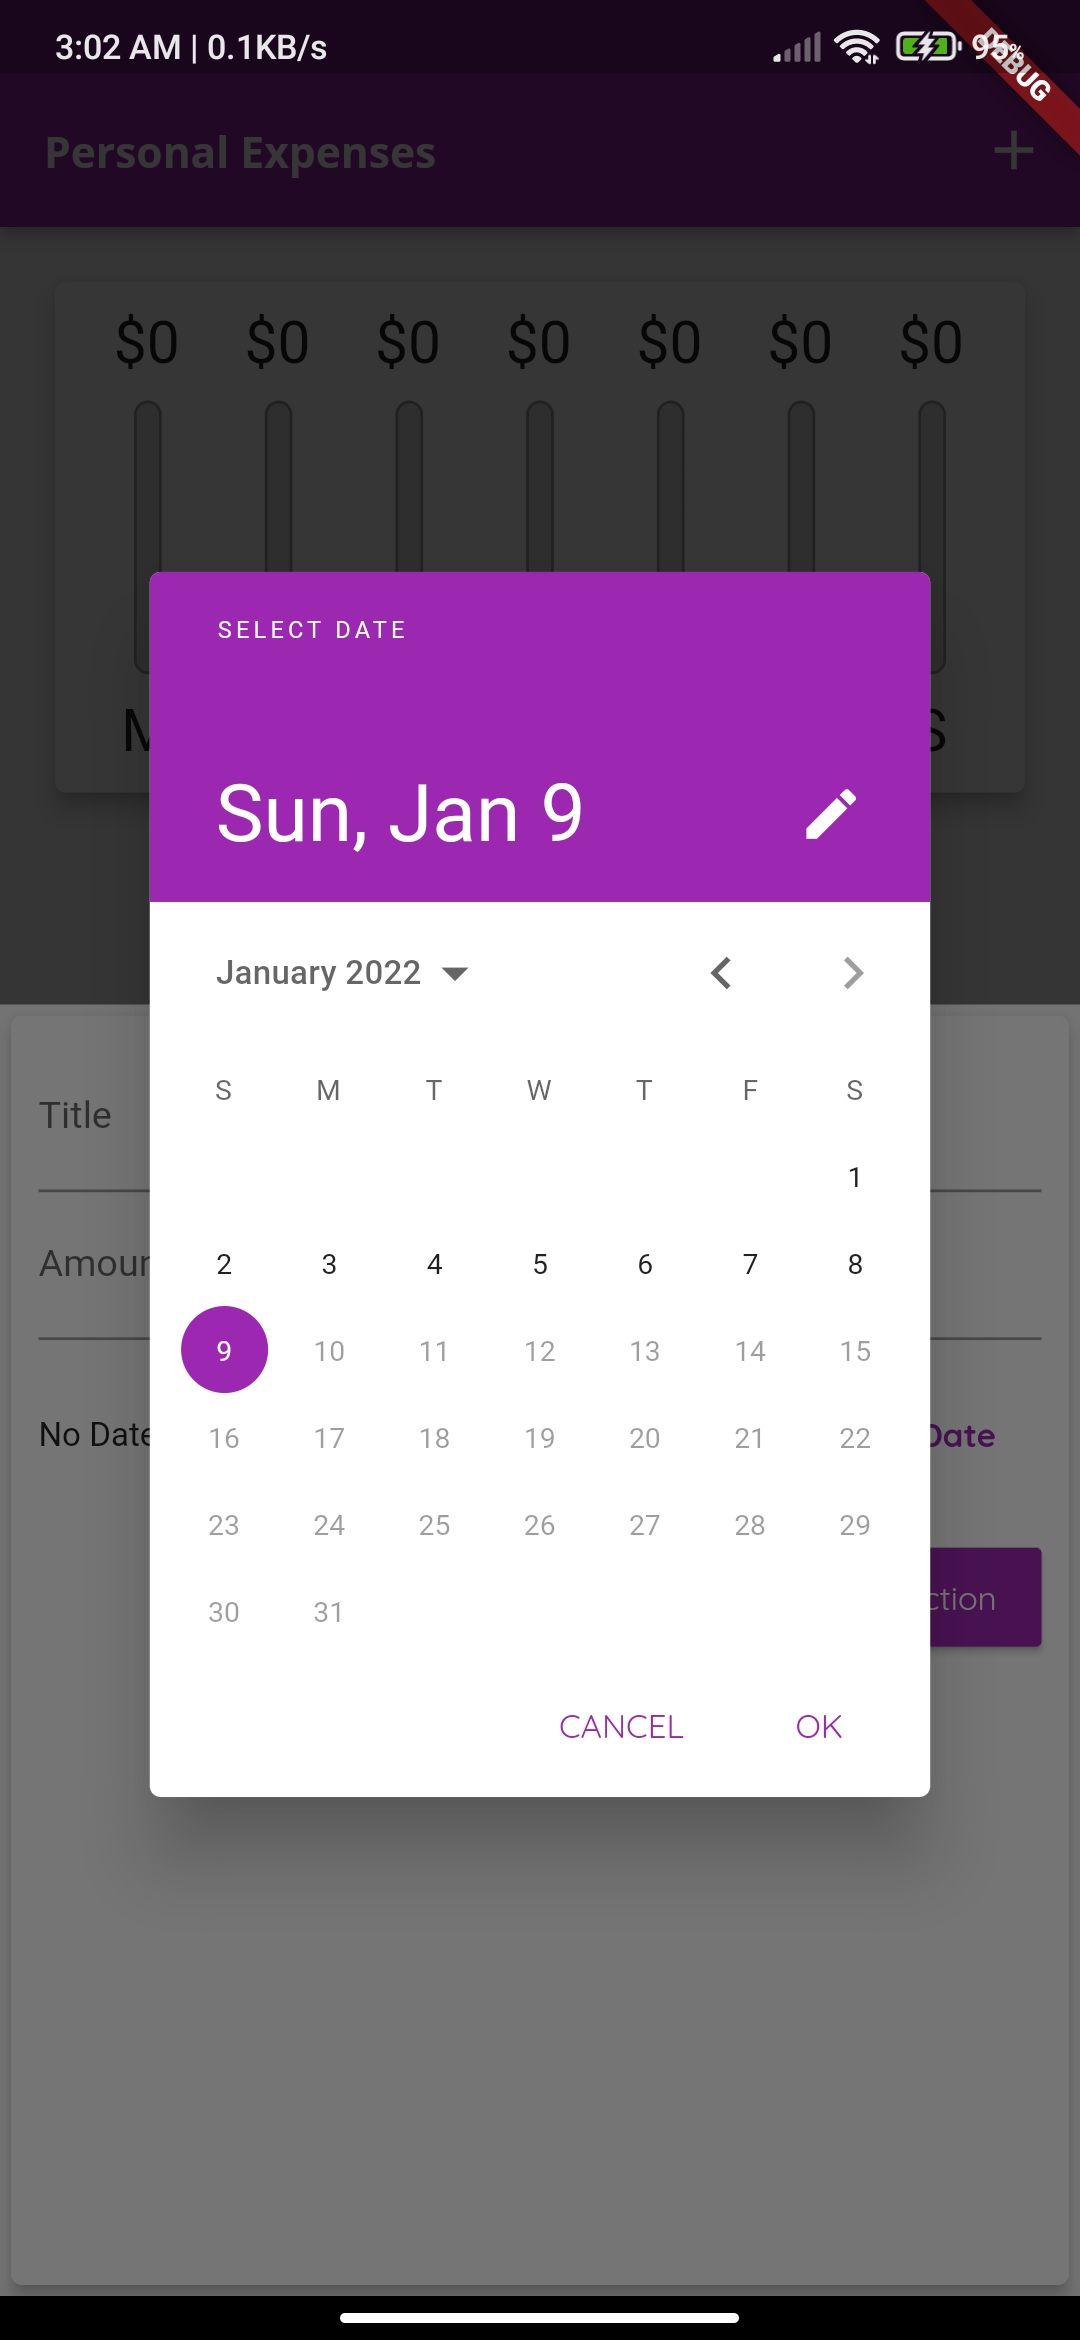 3:02 AM | 0.1KB/s 95%
DEBUG
Personal Expenses
$0 $0 $0 $0 $0 $0 $0
S
SELECT DATE
Sun, Jan 9
January 2022
S M T W T F S
1
2 3 4 5 6 7 8
9 10 11 12 13 14 15
16 17 18 19 20 21 22
23 24 25 26 27 28 29
30 31
CANCEL OK
Title
Amoun
No Date
Date
ction